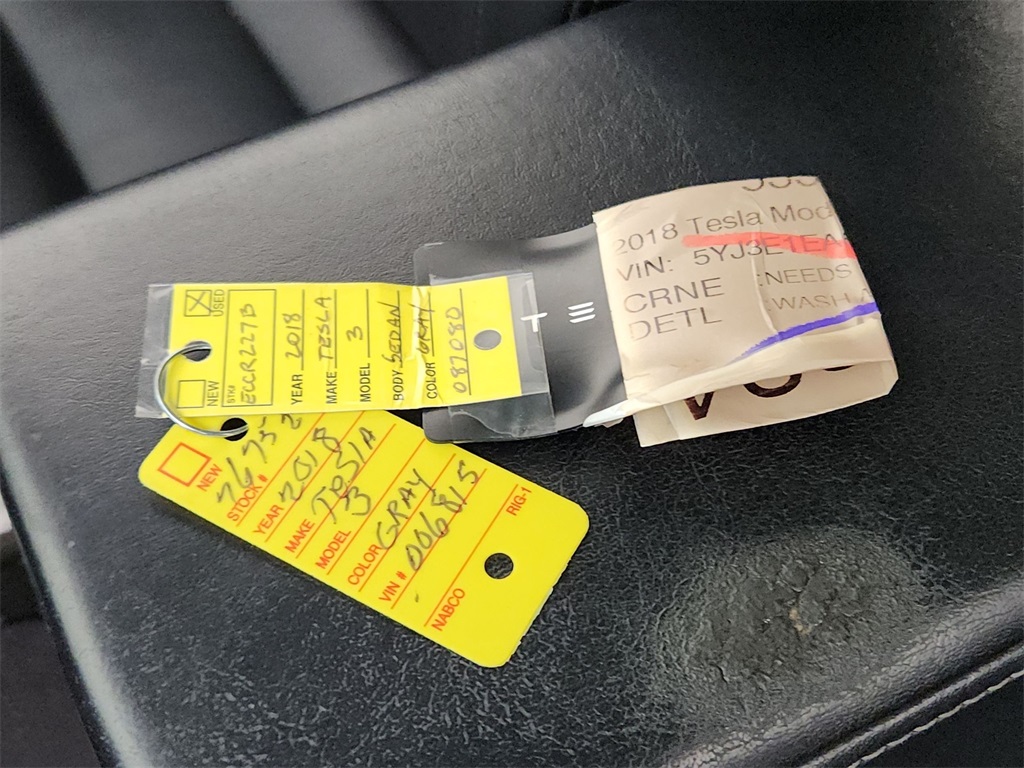 USED
NEW
STK# ECCR227B
YEAR 2018
MAKE TESLA
MODEL 3
BODY SEDAN
COLOR GRAY
087080
NEW
STOCK #
YEAR 2018
MAKE TESLA
MODEL 3
COLOR GRAY
VIN # 006815
NABCO RIG-1
2018 Tesla Mod
VIN: 5YJ3E1EA
CRNE :NEEDS
DETL :WASH